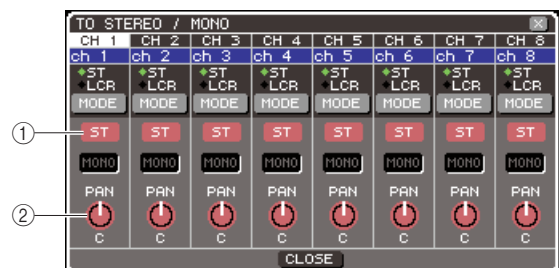 TO STEREO / MONO
CH 1 CH 2 CH 3 CH 4 CH 5 CH 6 CH 7 CH 8
ch 1 ch 2 ch 3 ch 4 ch 5 ch 6 ch 7 ch 8
ST ST ST ST ST ST ST ST
LCR LCR LCR LCR LCR LCR LCR LCR
MODE MODE MODE MODE MODE MODE MODE MODE
1 ST ST ST ST ST ST ST ST
MONO MONO MONO MONO MONO MONO MONO MONO
PAN PAN PAN PAN PAN PAN PAN PAN
2
C C C C C C C C
CLOSE